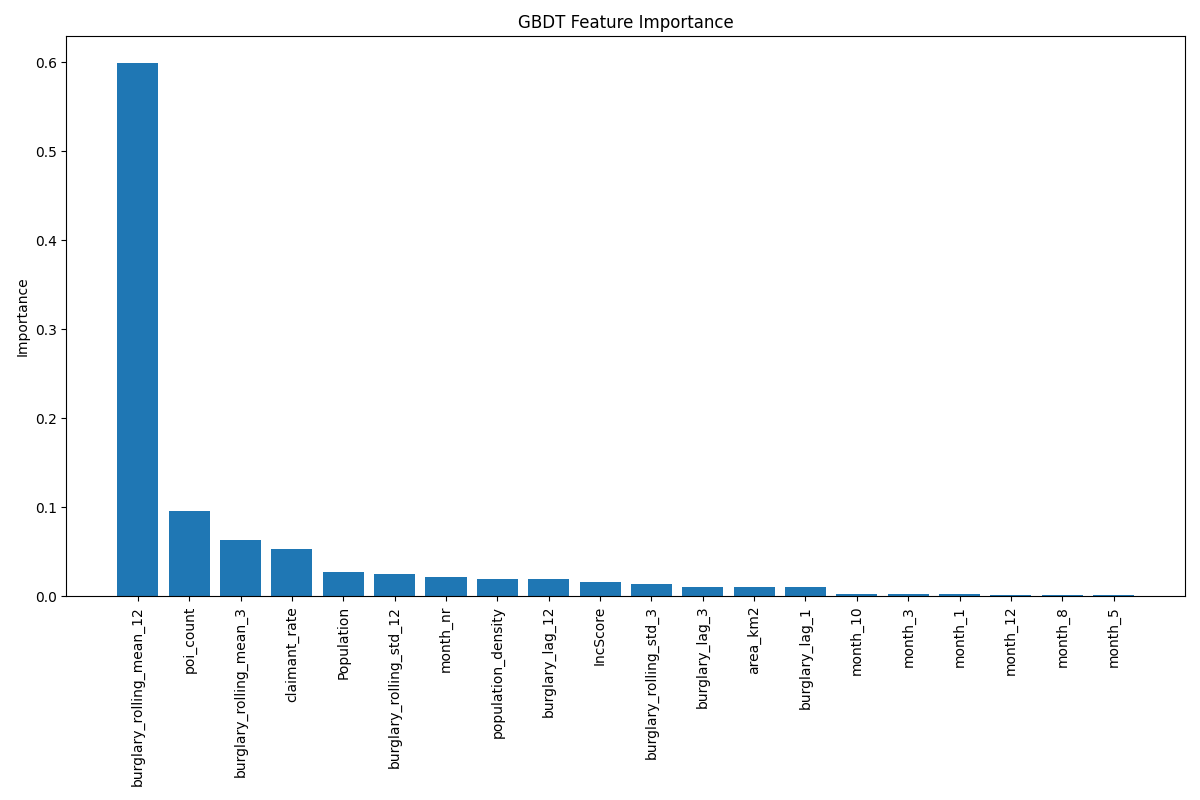 GBDT Feature Importance
Importance
0.6
0.5
0.4
0.3
0.2
0.1
0.0
burglary_rolling_mean_12
poi_count
burglary_rolling_mean_3
claimant_rate
Population
burglary_rolling_std_12
month_nr
population_density
burglary_lag_12
IncScore
burglary_rolling_std_3
burglary_lag_3
area_km2
burglary_lag_1
month_10
month_3
month_1
month_12
month_8
month_5